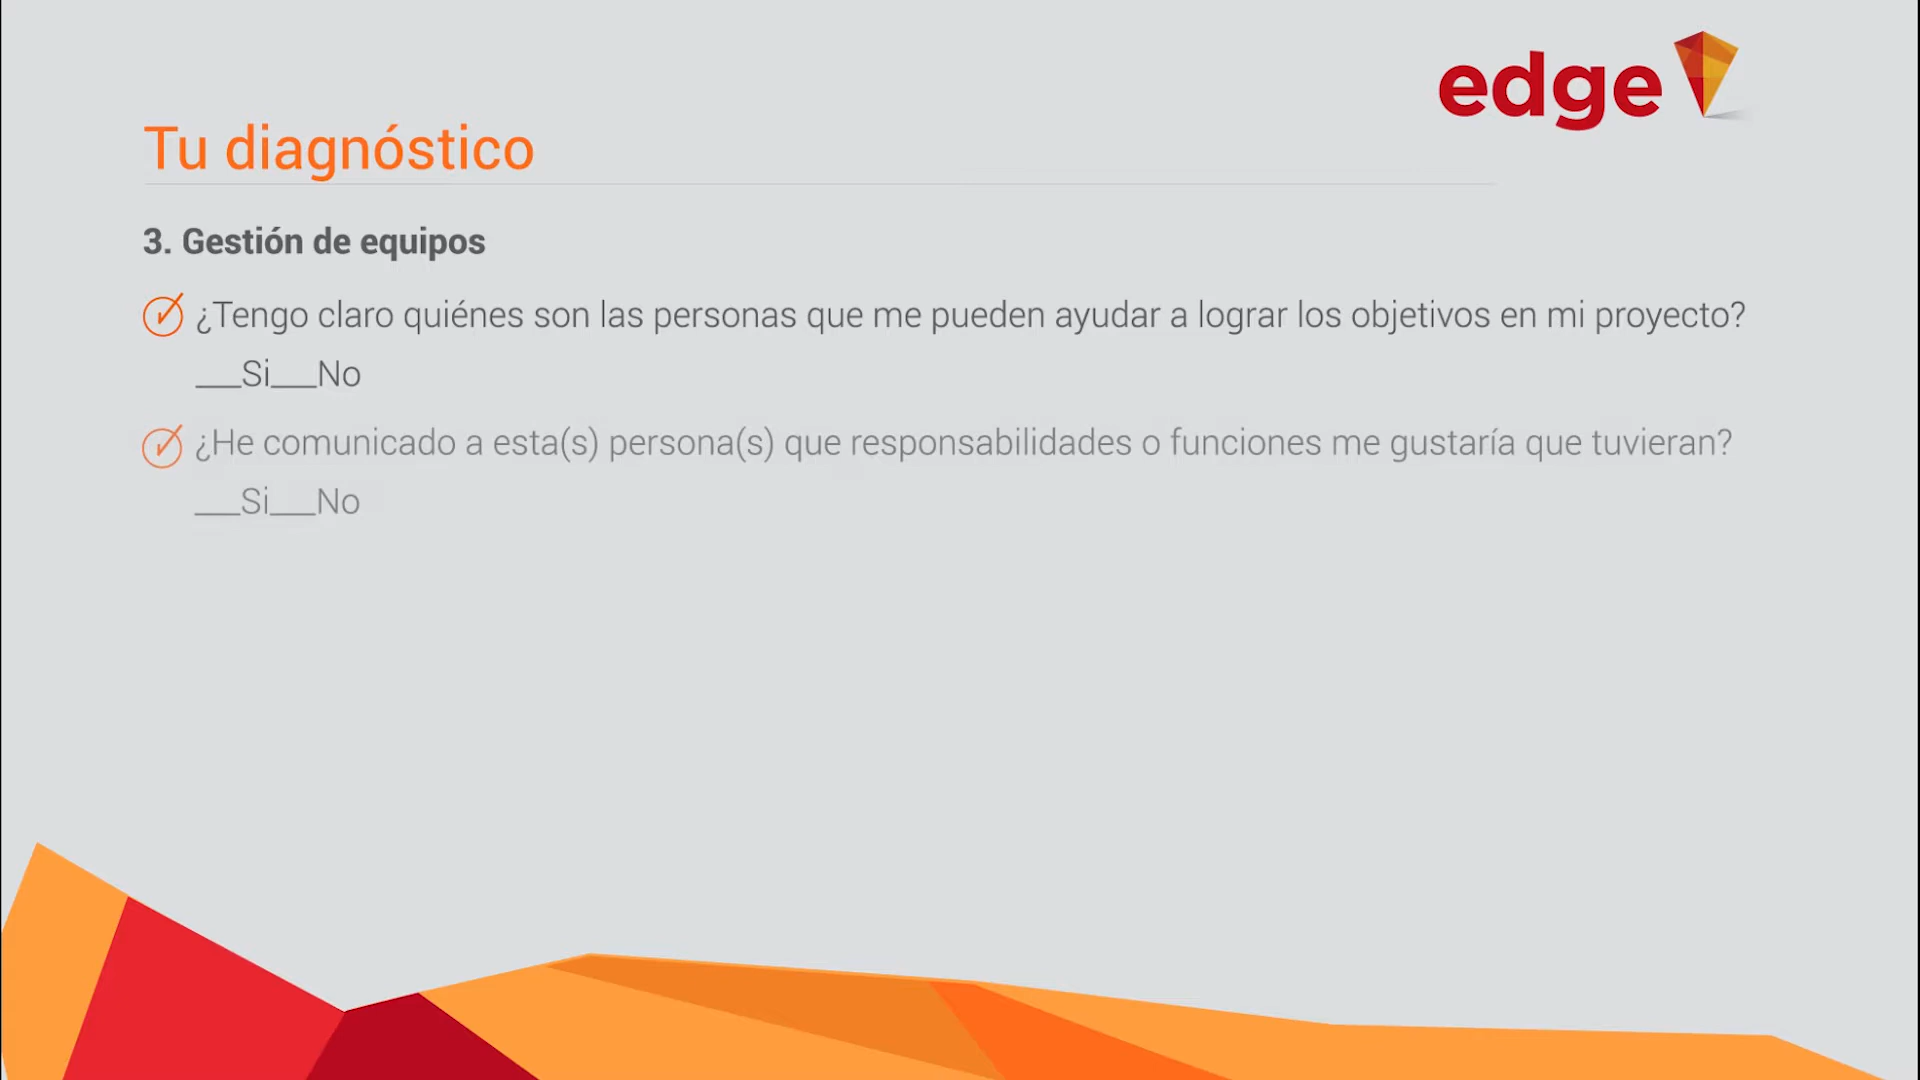 edge
Tu diagnóstico
3. Gestión de equipos
¿Tengo claro quiénes son las personas que me pueden ayudar a lograr los objetivos en mi proyecto?
___Si___No
¿He comunicado a esta(s) persona(s) que responsabilidades o funciones me gustaría que tuvieran?
___Si___No